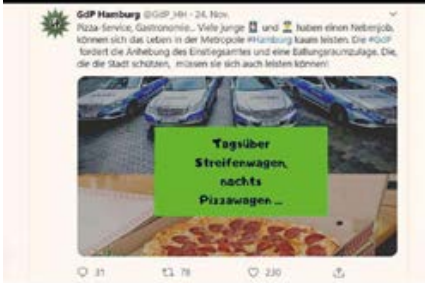 GdP Hamburg @GdP_HH · 24. Nov.
Pizza-Service, Gastronomie... Viele junge und haben einen Nebenjob,
können sich das Leben in der Metropole #Hamburg kaum leisten. Die #GdP
fordert die Anhebung des Einstiegsamtes und eine Ballungsraumzulage. Die,
die die Stadt schützen, müssen sie sich auch leisten können!
Tagsüber
Streifenwagen,
nachts
Pizzawagen ...
31 78 230